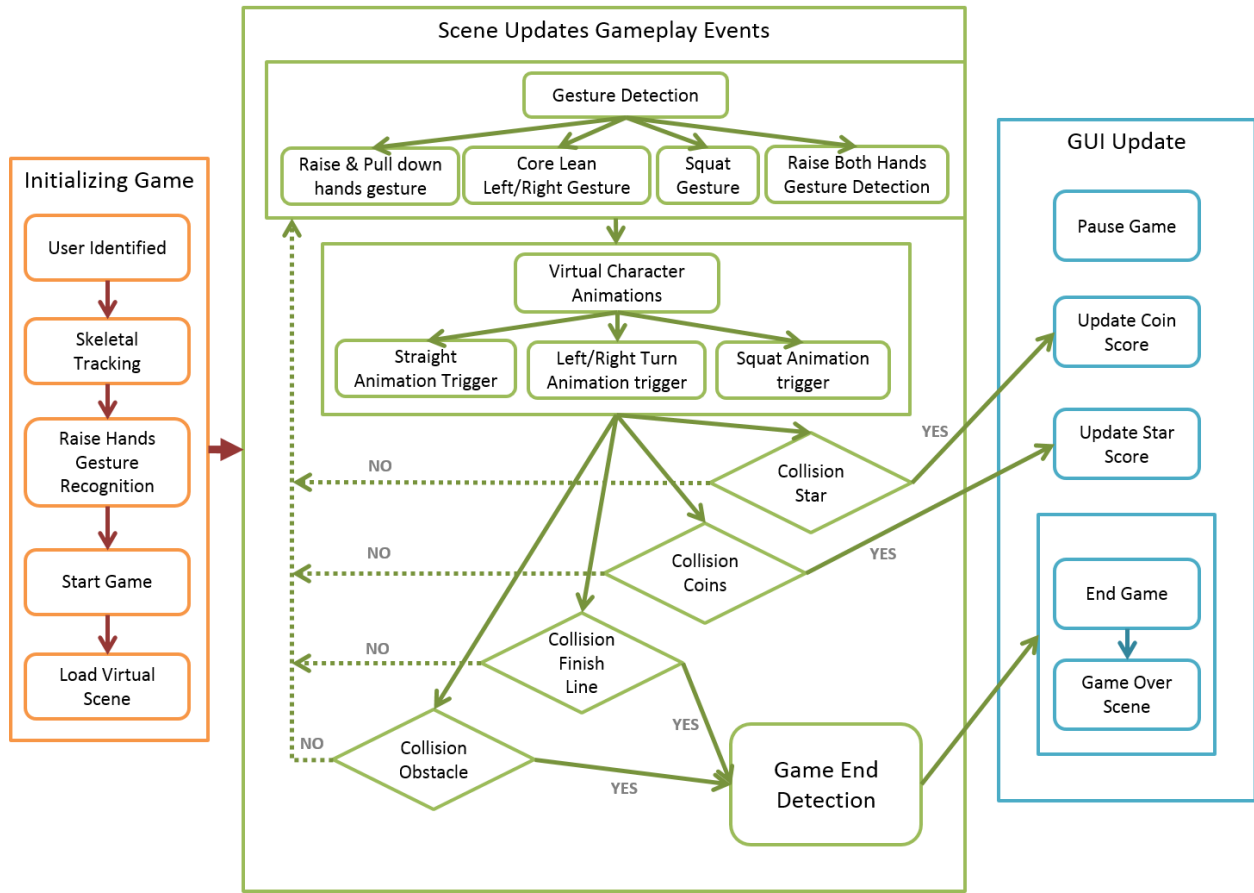 Initializing Game
User Identified
Skeletal
Tracking
Raise Hands
Gesture
Recognition
Start Game
Load Virtual
Scene
Scene Updates Gameplay Events
Gesture Detection
Raise & Pull down
hands gesture
Core Lean
Left/Right Gesture
Squat
Gesture
Raise Both Hands
Gesture Detection
Virtual Character
Animations
Straight
Animation Trigger
Left/Right Turn
Animation trigger
Squat Animation
trigger
Collision
Star
YES
NO
Collision
Coins
YES
NO
Collision
Finish
Line
YES
NO
Collision
Obstacle
YES
NO
Game End
Detection
GUI Update
Pause Game
Update Coin
Score
Update Star
Score
End Game
Game Over
Scene